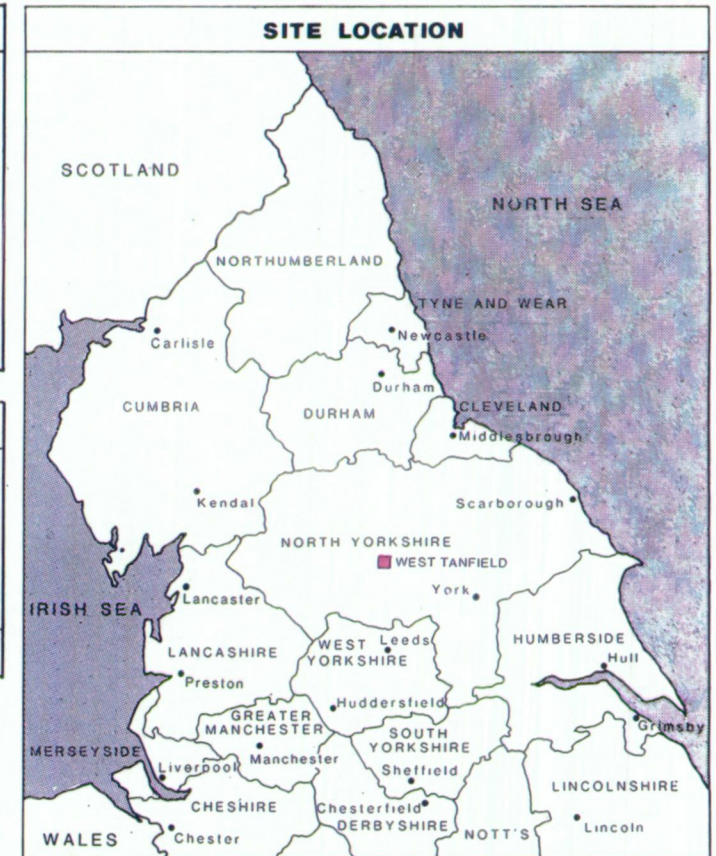 SITE LOCATION
SCOTLAND
NORTH SEA
NORTHUMBERLAND
TYNE AND WEAR
Newcastle
Carlisle
Durham
CUMBRIA
DURHAM
CLEVELAND
Middlesbrough
Kendal
Scarborough
NORTH YORKSHIRE
WEST TANFIELD
York
Lancaster
IRISH SEA
LANCASHIRE
WEST
YORKSHIRE
Leeds
HUMBERSIDE
Hull
Preston
Huddersfield
GREATER
MANCHESTER
Manchester
SOUTH
YORKSHIRE
Grimsby
MERSEYSIDE
Liverpool
Sheffield
LINCOLNSHIRE
CHESHIRE
Chesterfield
DERBYSHIRE
NOTT'S
Lincoln
WALES
Chester